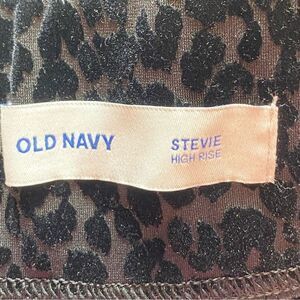 OLD NAVY
STEVIE
HIGH RISE